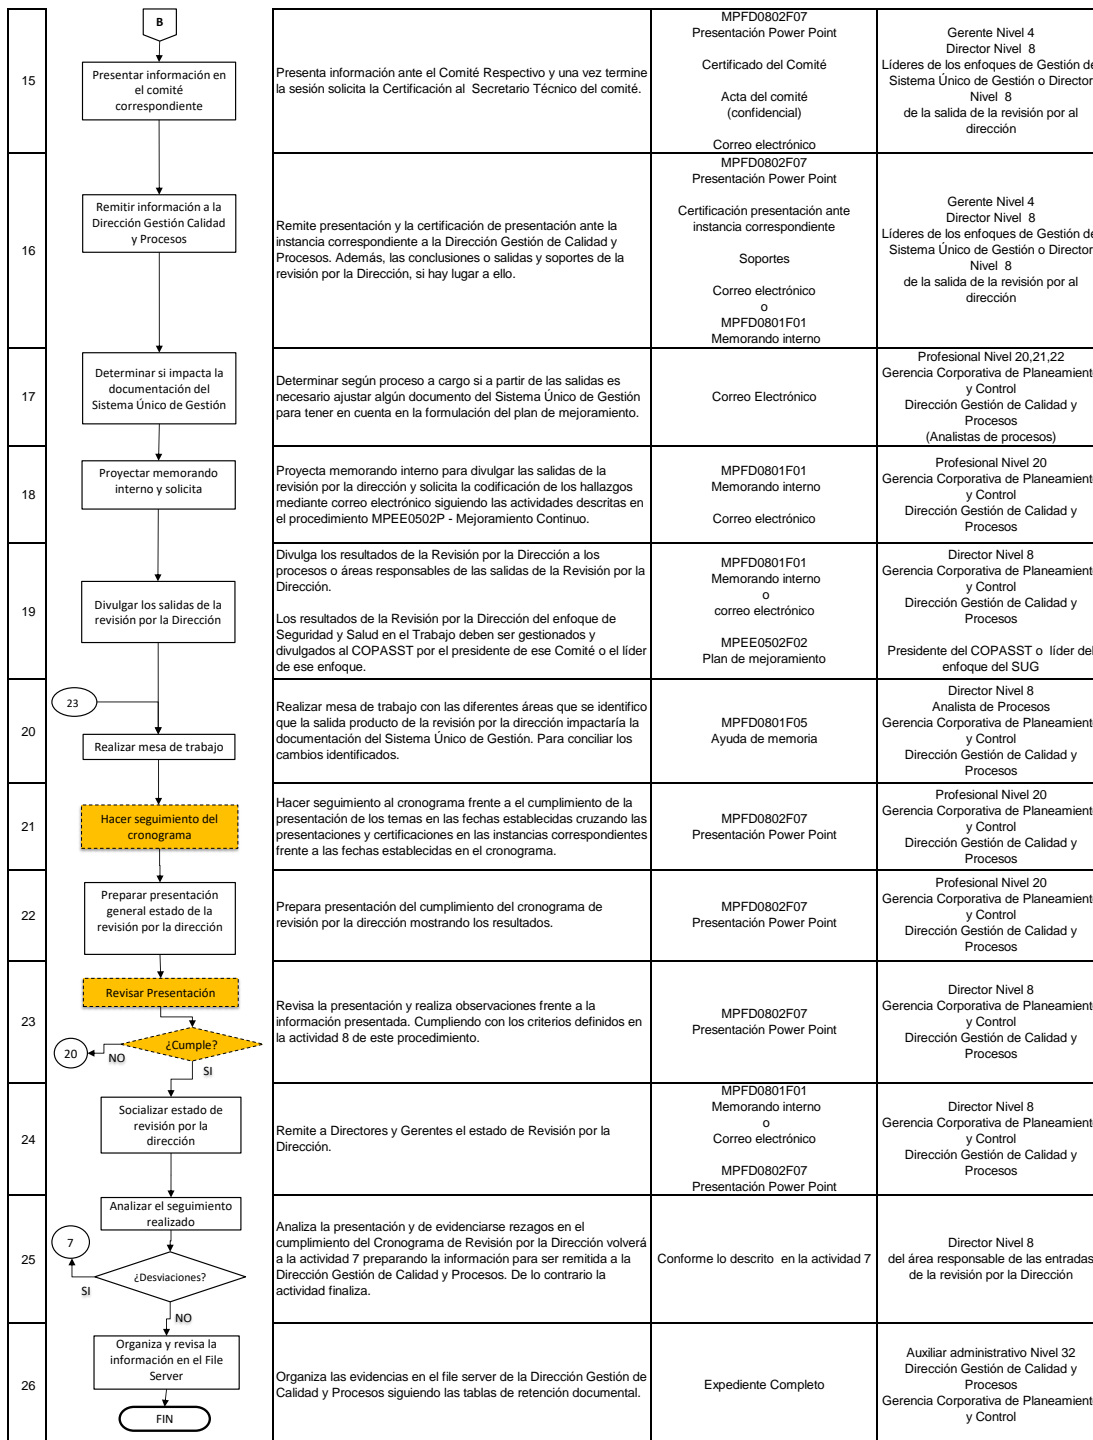 B
15
Presentar información en
el comité
correspondiente
Presenta información ante el Comité Respectivo y una vez termine
la sesión solicita la Certificación al Secretario Técnico del comité.
MPFD0802F07
Presentación Power Point
Certificado del Comité
Acta del comité
(confidencial)
Correo electrónico
Gerente Nivel 4
Director Nivel 8
Líderes de los enfoques de Gestión de
Sistema Único de Gestión o Director
Nivel 8
de la salida de la revisión por al
dirección
16
Remitir información a la
Dirección Gestión Calidad
y Procesos
Remite presentación y la certificación de presentación ante la
instancia correspondiente a la Dirección Gestión de Calidad y
Procesos. Además, las conclusiones o salidas y soportes de la
revisión por la Dirección, si hay lugar a ello.
MPFD0802F07
Presentación Power Point
Certificación presentación ante
instancia correspondiente
Soportes
Correo electrónico
o
MPFD0801F01
Memorando interno
Gerente Nivel 4
Director Nivel 8
Líderes de los enfoques de Gestión de
Sistema Único de Gestión o Director
Nivel 8
de la salida de la revisión por al
dirección
17
Determinar si impacta la
documentación del
Sistema Único de Gestión
Determinar según proceso a cargo si a partir de las salidas es
necesario ajustar algún documento del Sistema Único de Gestión
para tener en cuenta en la formulación del plan de mejoramiento.
Correo Electrónico
Profesional Nivel 20,21,22
Gerencia Corporativa de Planeamiento
y Control
Dirección Gestión de Calidad y
Procesos
(Analistas de procesos)
18
Proyectar memorando
interno y solicita
Proyecta memorando interno para divulgar las salidas de la
revisión por la dirección y solicita la codificación de los hallazgos
mediante correo electrónico siguiendo las actividades descritas en
el procedimiento MPEE0502P - Mejoramiento Continuo.
MPFD0801F01
Memorando interno
Correo electrónico
Profesional Nivel 20
Gerencia Corporativa de Planeamiento
y Control
Dirección Gestión de Calidad y
Procesos
19
Divulgar los salidas de la
revisión por la Dirección
Divulga los resultados de la Revisión por la Dirección a los
procesos o áreas responsables de las salidas de la Revisión por la
Dirección.
Los resultados de la Revisión por la Dirección del enfoque de
Seguridad y Salud en el Trabajo deben ser gestionados y
divulgados al COPASST por el presidente de ese Comité o el líder
de ese enfoque.
MPFD0801F01
Memorando interno
o
correo electrónico
MPEE0502F02
Plan de mejoramiento
Director Nivel 8
Gerencia Corporativa de Planeamiento
y Control
Dirección Gestión de Calidad y
Procesos
Presidente del COPASST o líder del
enfoque del SUG
20
23
Realizar mesa de trabajo
Realizar mesa de trabajo con las diferentes áreas que se identifico
que la salida producto de la revisión por la dirección impactaría la
documentación del Sistema Único de Gestión. Para conciliar los
cambios identificados.
MPFD0801F05
Ayuda de memoria
Director Nivel 8
Analista de Procesos
Gerencia Corporativa de Planeamiento
y Control
Dirección Gestión de Calidad y
Procesos
21
Hacer seguimiento del
cronograma
Hacer seguimiento al cronograma frente a el cumplimiento de la
presentación de los temas en las fechas establecidas cruzando las
presentaciones y certificaciones en las instancias correspondientes
frente a las fechas establecidas en el cronograma.
MPFD0802F07
Presentación Power Point
Profesional Nivel 20
Gerencia Corporativa de Planeamiento
y Control
Dirección Gestión de Calidad y
Procesos
22
Preparar presentación
general estado de la
revisión por la dirección
Prepara presentación del cumplimiento del cronograma de
revisión por la dirección mostrando los resultados.
MPFD0802F07
Presentación Power Point
Profesional Nivel 20
Gerencia Corporativa de Planeamiento
y Control
Dirección Gestión de Calidad y
Procesos
23
Revisar Presentación
¿Cumple?
20
NO
SI
Revisa la presentación y realiza observaciones frente a la
información presentada. Cumpliendo con los criterios definidos en
la actividad 8 de este procedimiento.
MPFD0802F07
Presentación Power Point
Director Nivel 8
Gerencia Corporativa de Planeamiento
y Control
Dirección Gestión de Calidad y
Procesos
24
Socializar estado de
revisión por la
dirección
Remite a Directores y Gerentes el estado de Revisión por la
Dirección.
MPFD0801F01
Memorando interno
o
Correo electrónico
MPFD0802F07
Presentación Power Point
Director Nivel 8
Gerencia Corporativa de Planeamiento
y Control
Dirección Gestión de Calidad y
Procesos
25
Analizar el seguimiento
realizado
7
¿Desviaciones?
SI
NO
Analiza la presentación y de evidenciarse rezagos en el
cumplimiento del Cronograma de Revisión por la Dirección volverá
a la actividad 7 preparando la información para ser remitida a la
Dirección Gestión de Calidad y Procesos. De lo contrario la
actividad finaliza.
Conforme lo descrito en la actividad 7
Director Nivel 8
del área responsable de las entradas
de la revisión por la Dirección
26
Organiza y revisa la
información en el File
Server
FIN
Organiza las evidencias en el file server de la Dirección Gestión de
Calidad y Procesos siguiendo las tablas de retención documental.
Expediente Completo
Auxiliar administrativo Nivel 32
Dirección Gestión de Calidad y
Procesos
Gerencia Corporativa de Planeamiento
y Control